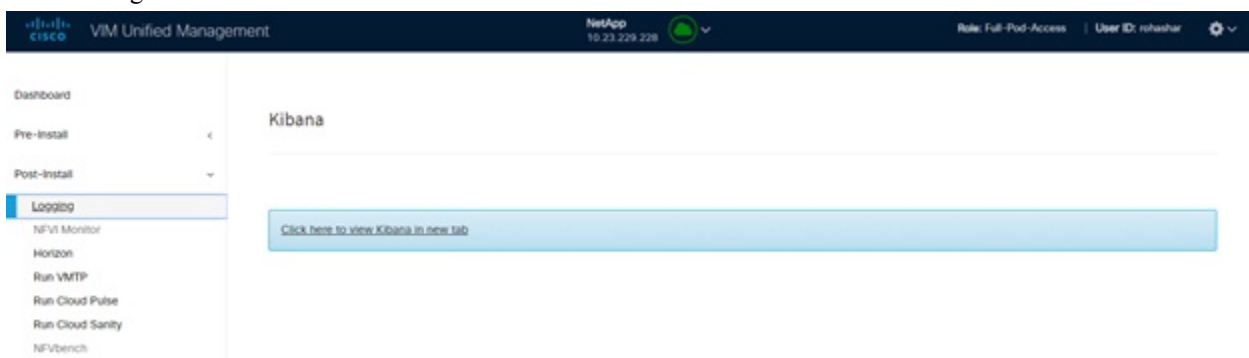 cisco VIM Unified Management
NetApp
10.23.229.228
Role: Full-Pod-Access | User ID: rohashar
Dashboard
Pre-Install
Post-Install
Logging
NFVI Monitor
Horizon
Run VMTP
Run Cloud Pulse
Run Cloud Sanity
NFVbench
Kibana
Click here to view Kibana in new tab